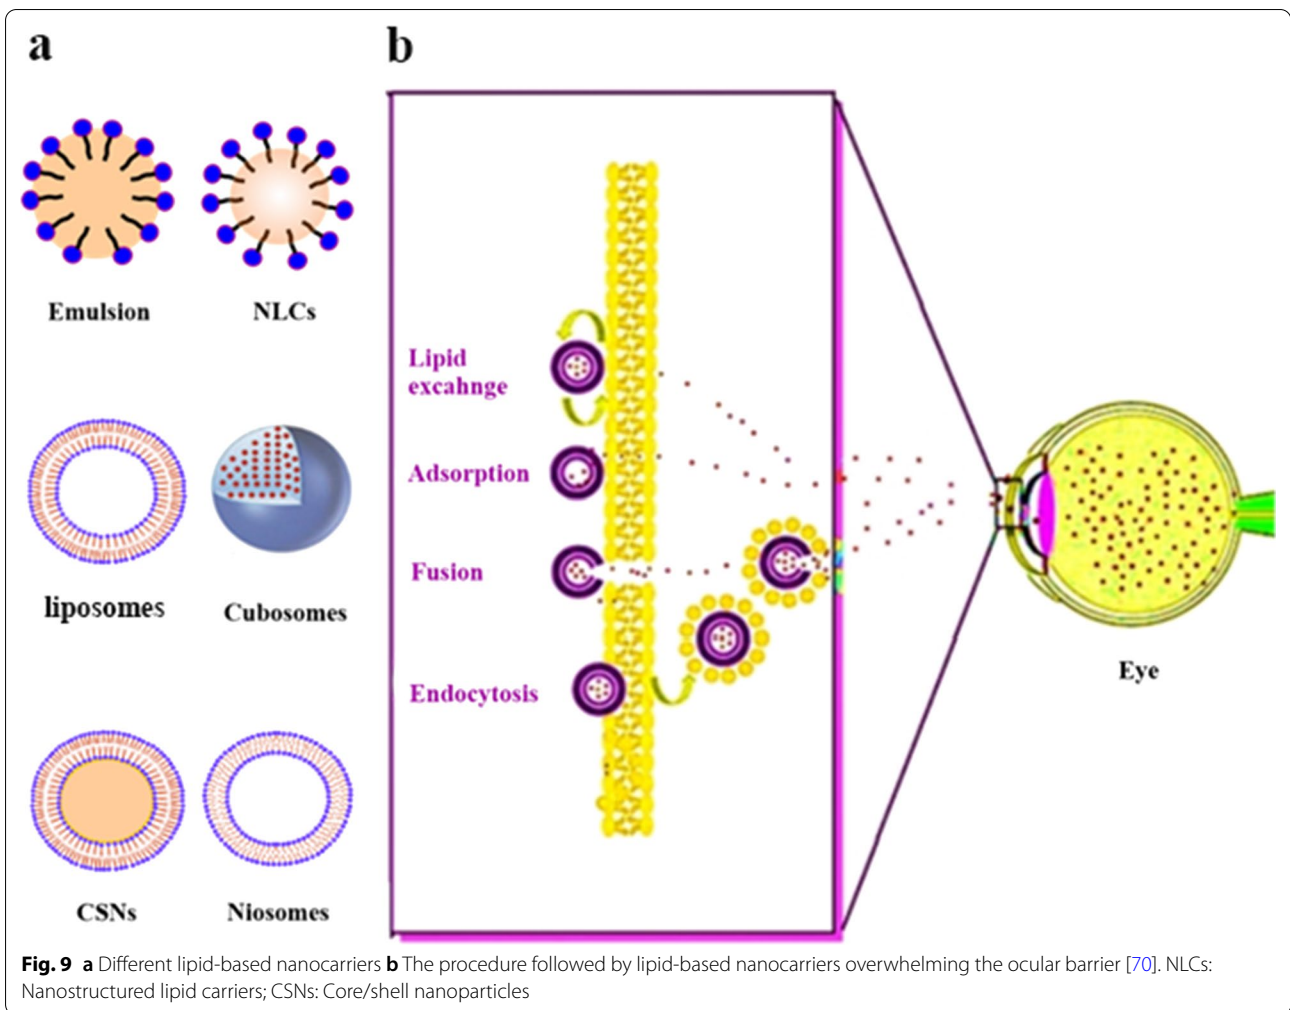 a
b
Emulsion
NLCs
liposomes
Cubosomes
CSNs
Niosomes
Lipid
excahnge
Adsorption
Fusion
Endocytosis
Eye
Fig. 9 a Different lipid-based nanocarriers b The procedure followed by lipid-based nanocarriers overwhelming the ocular barrier [70]. NLCs:
Nanostructured lipid carriers; CSNs: Core/shell nanoparticles